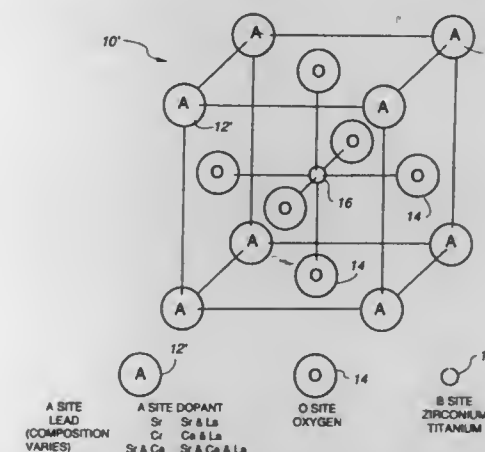 10'
A
A
A
A
O
12'
O
O
O
16
O
14
A
A
O
14
A
A
A
12'
O
14
A SITE
LEAD
(COMPOSITION
VARIES)
A SITE DOPANT
Sr Sr & La
Cr Ca & La
Sr & Ca Sr & Ca & La
O SITE
OXYGEN
B SITE
ZIRCONIUM
TITANIUM